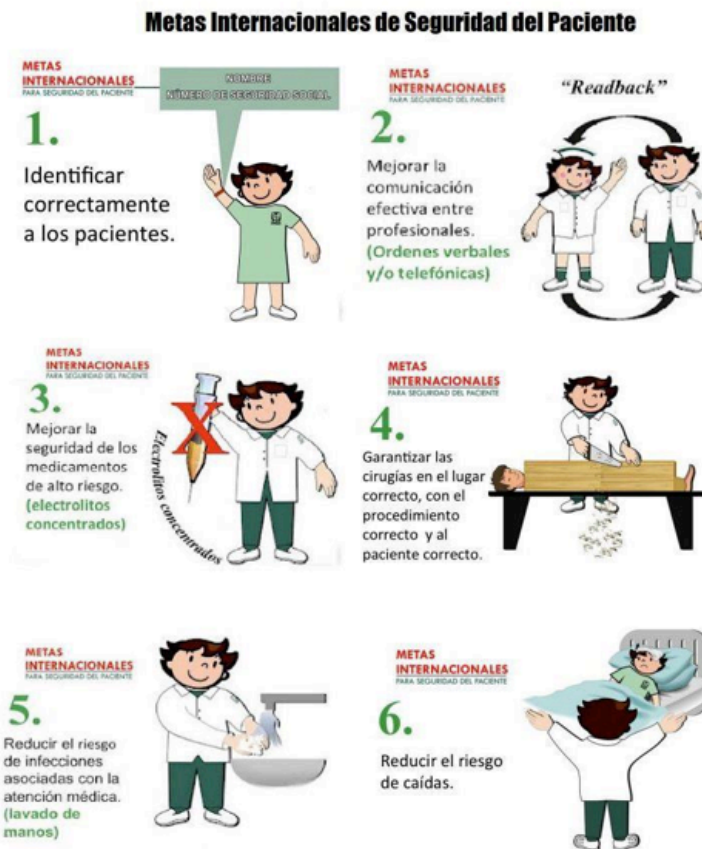 Metas Internacionales de Seguridad del Paciente
METAS
INTERNACIONALES
PARA SEGURIDAD DEL PACIENTE
NOMBRE
NÚMERO DE SEGURIDAD SOCIAL
1.
Identificar
correctamente
a los pacientes.
METAS
INTERNACIONALES
PARA SEGURIDAD DEL PACIENTE
"Readback"
2.
Mejorar la
comunicación
efectiva entre
profesionales.
(Ordenes verbales
y/o telefónicas)
METAS
INTERNACIONALES
PARA SEGURIDAD DEL PACIENTE
3.
Mejorar la
seguridad de los
medicamentos
de alto riesgo.
(electrolitos
concentrados)
X
Electrolitos concentrados
METAS
INTERNACIONALES
PARA SEGURIDAD DEL PACIENTE
4.
Garantizar las
cirugías en el lugar
correcto, con el
procedimiento
correcto y al
paciente correcto.
METAS
INTERNACIONALES
PARA SEGURIDAD DEL PACIENTE
5.
Reducir el riesgo
de infecciones
asociadas con la
atención médica.
(lavado de
manos)
METAS
INTERNACIONALES
PARA SEGURIDAD DEL PACIENTE
6.
Reducir el riesgo
de caídas.